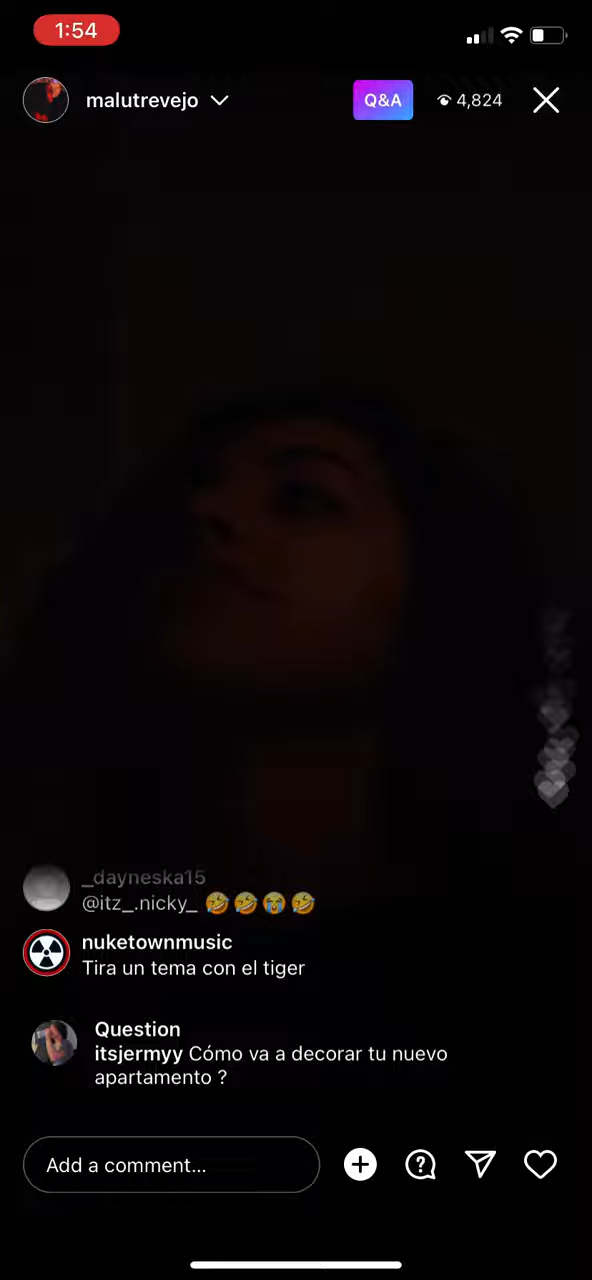 1:54
malutrevejo
Q&A
4,824
_dayneska15
@itz_.nicky_ 🤣🤣😭🤣
nuketownmusic
Tira un tema con el tiger
Question
itsjermyy Cómo va a decorar tu nuevo
apartamento ?
Add a comment...